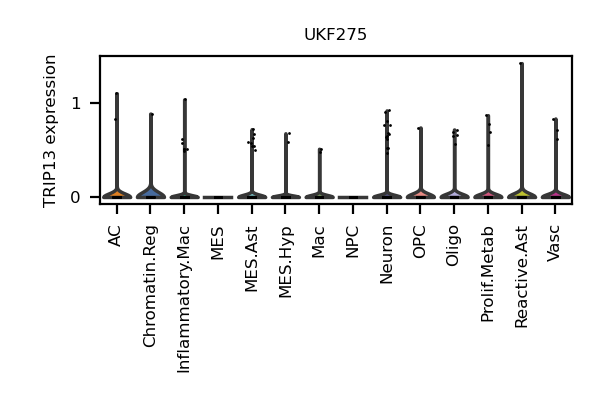 UKF275
TRIP13 expression
1
0
AC
Chromatin.Reg
Inflammatory.Mac
MES
MES.Ast
MES.Hyp
Mac
NPC
Neuron
OPC
Oligo
Prolif.Metab
Reactive.Ast
Vasc